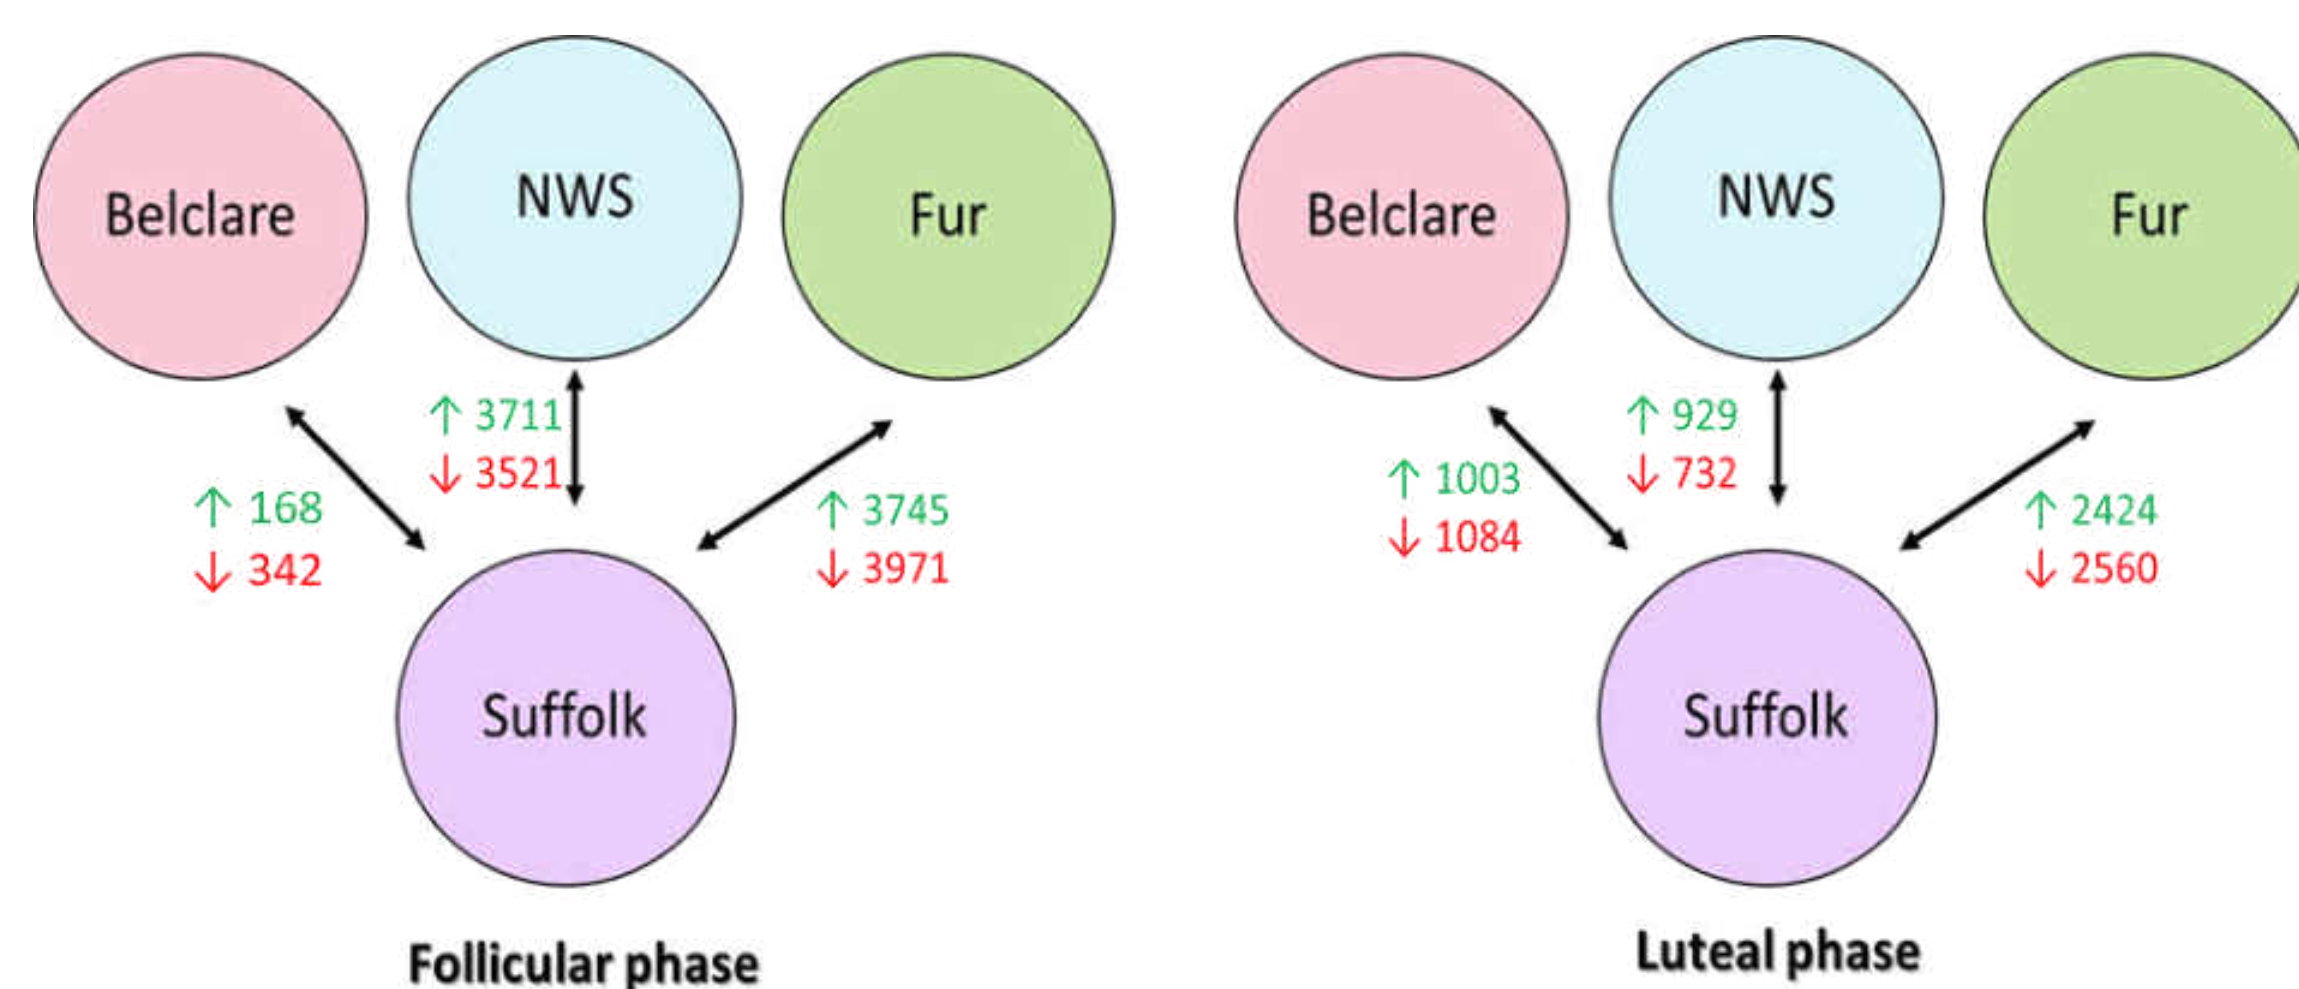 Belclare
NWS
Fur
↑ 3711
↓ 3521
↑ 168
↓ 342
↑ 3745
↓ 3971
Suffolk
Follicular phase
Belclare
NWS
Fur
↑ 929
↓ 732
↑ 1003
↓ 1084
↑ 2424
↓ 2560
Suffolk
Luteal phase